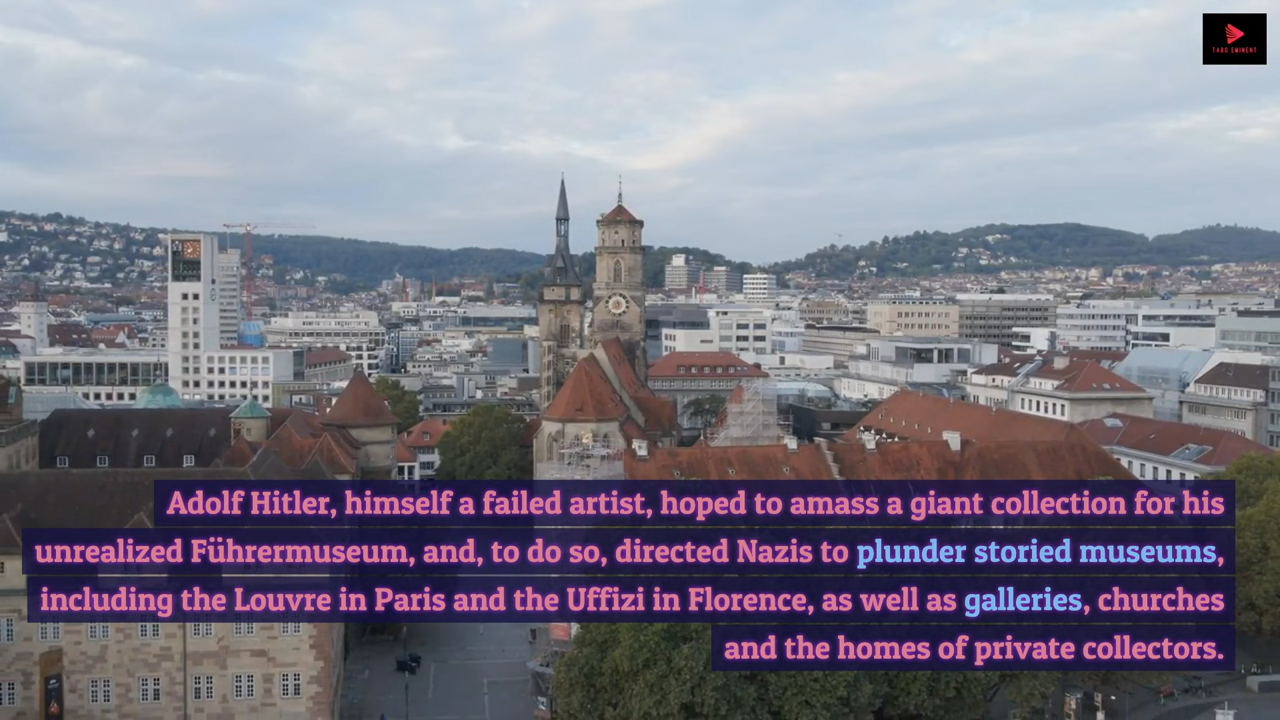 TABD EMINENT
Adolf Hitler, himself a failed artist, hoped to amass a giant collection for his
unrealized Führermuseum, and, to do so, directed Nazis to plunder storied museums,
including the Louvre in Paris and the Uffizi in Florence, as well as galleries, churches
and the homes of private collectors.